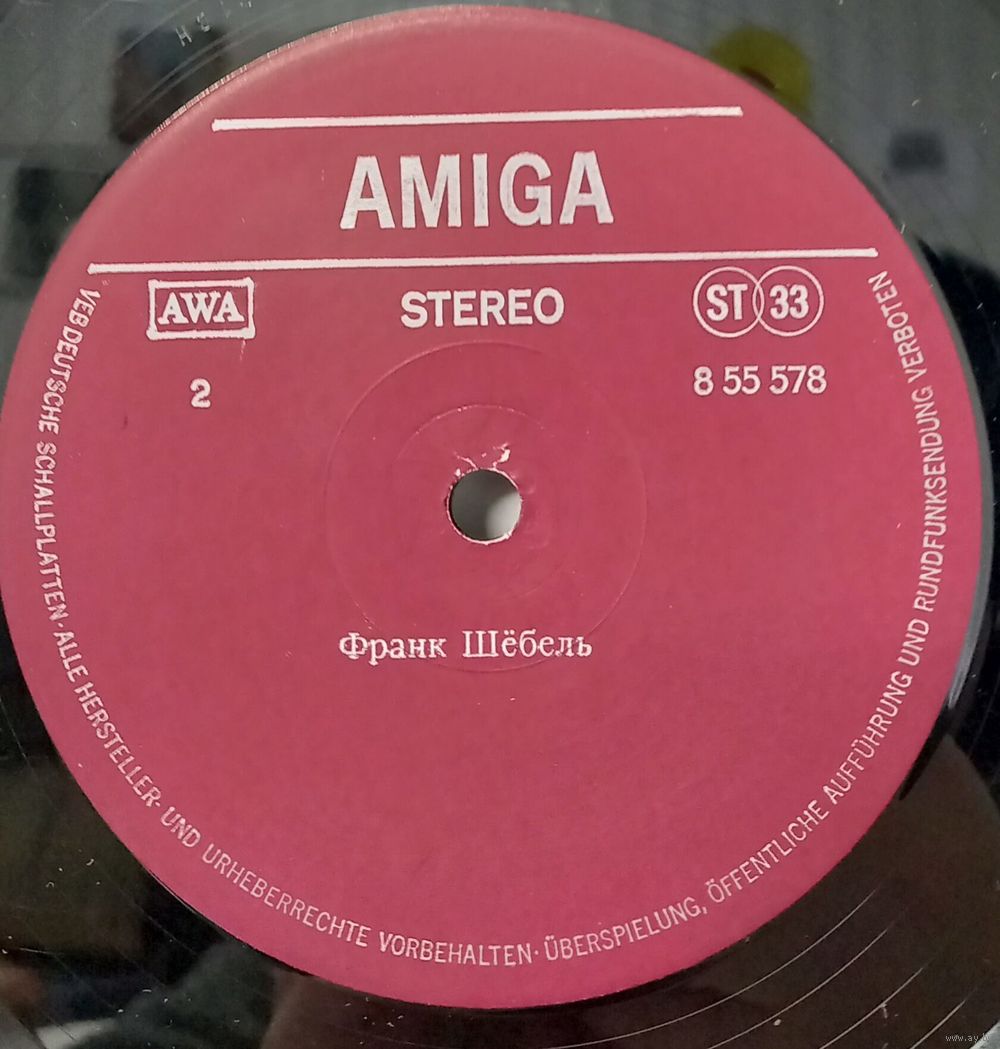 AMIGA
AWA
STEREO
ST 33
2
8 55 578
Франк Шёбель
VEB DEUTSCHE SCHALLPLATTEN · ALLE HERSTELLER- UND URHEBERRECHTE VORBEHALTEN · ÜBERSPIELUNG, ÖFFENTLICHE AUFFÜHRUNG UND RUNDFUNKSENDUNG VERBOTEN